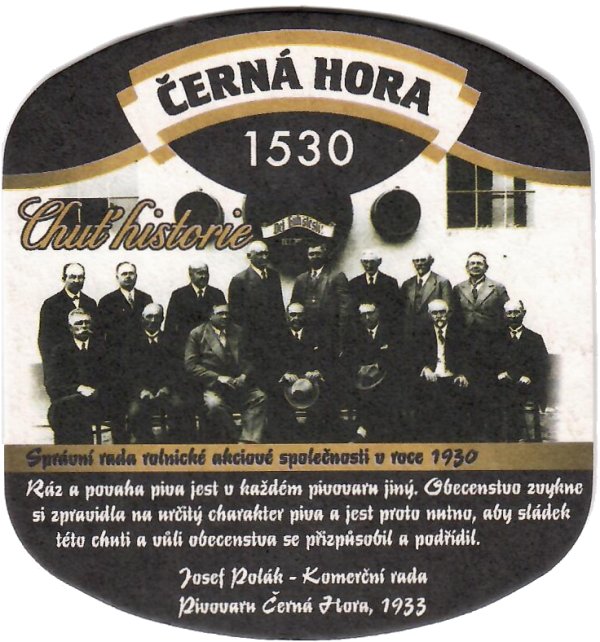 ČERNÁ HORA
1530
Chuť historie
Správní rada rolnické akciové společnosti v roce 1930
Ráz a povaha piva jest v každém pivovaru jiný. Obecenstvo zvykne
si zpravidla na určitý charakter piva a jest proto nutno, aby sládek
této chuti a vůli obecenstva se přizpůsobil a podřídil.
Josef Polák - Komerční rada
Pivovaru Černá Hora, 1933